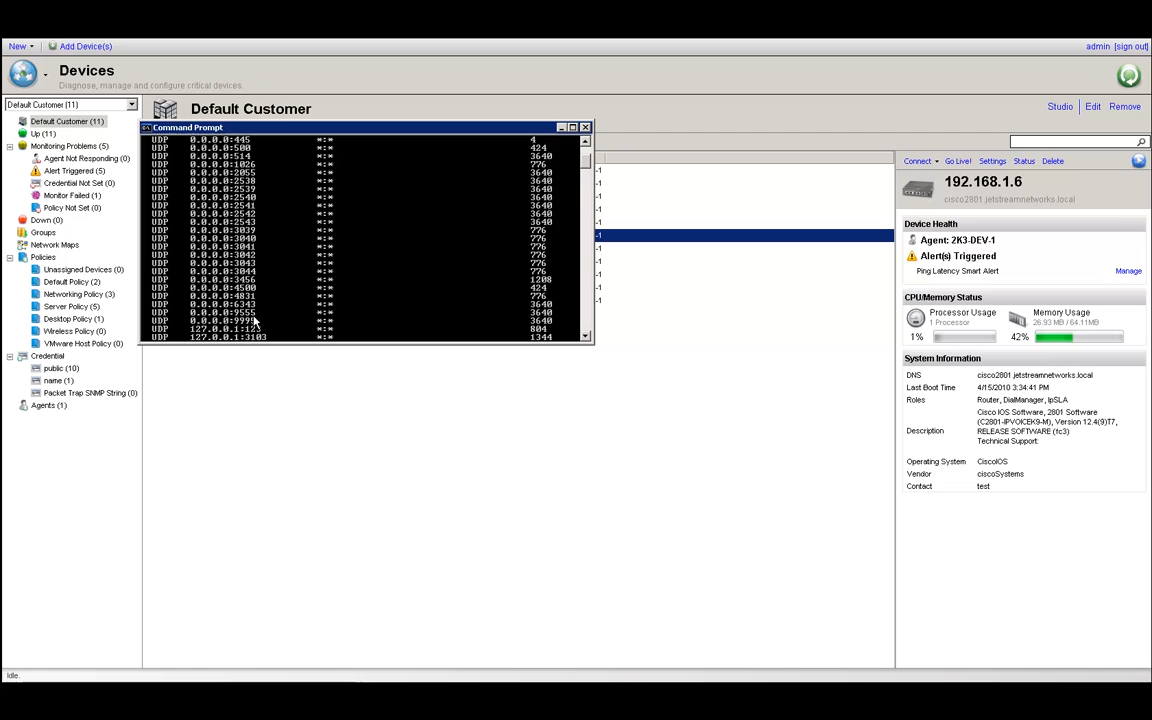 New
Add Device(s)
admin [sign out]
Devices
Diagnose, manage and configure critical devices.
Default Customer (11)
Default Customer
Studio
Edit
Remove
Default Customer (11)
Up (11)
Monitoring Problems (5)
Agent Not Responding (0)
Alert Triggered (5)
Credential Not Set (0)
Monitor Failed (1)
Policy Not Set (0)
Down (0)
Groups
Network Maps
Policies
Unassigned Devices (0)
Default Policy (2)
Networking Policy (3)
Server Policy (5)
Desktop Policy (1)
Wireless Policy (0)
VMware Host Policy (0)
Credential
public (10)
name (1)
Packet Trap SNMP String (0)
Agents (1)
Command Prompt
UDP 0.0.0.0:445 *:* 4
UDP 0.0.0.0:500 *:* 424
UDP 0.0.0.0:514 *:* 3640
UDP 0.0.0.0:1026 *:* 776
UDP 0.0.0.0:2055 *:* 3640
UDP 0.0.0.0:2538 *:* 3640
UDP 0.0.0.0:2539 *:* 3640
UDP 0.0.0.0:2540 *:* 3640
UDP 0.0.0.0:2541 *:* 3640
UDP 0.0.0.0:2542 *:* 3640
UDP 0.0.0.0:2543 *:* 3640
UDP 0.0.0.0:3039 *:* 776
UDP 0.0.0.0:3040 *:* 776
UDP 0.0.0.0:3041 *:* 776
UDP 0.0.0.0:3042 *:* 776
UDP 0.0.0.0:3043 *:* 776
UDP 0.0.0.0:3044 *:* 776
UDP 0.0.0.0:3456 *:* 1208
UDP 0.0.0.0:4500 *:* 424
UDP 0.0.0.0:4831 *:* 776
UDP 0.0.0.0:6343 *:* 3640
UDP 0.0.0.0:9555 *:* 3640
UDP *:* 3640
UDP *:* 804
UDP 127.0.0.1:3103 *:* 1344
-1
-1
-1
-1
-1
-1
-1
-1
-1
-1
-1
Connect
Go Live!
Settings
Status
Delete
192.168.1.6
cisco2801.jetstreamnetworks.local
Device Health
Agent: 2K3-DEV-1
Alert(s) Triggered
Ping Latency Smart Alert
Manage
CPU/Memory Status
Processor Usage
1 Processor
1%
Memory Usage
26.93 MB / 64.11MB
42%
System Information
DNS cisco2801.jetstreamnetworks.local
Last Boot Time 4/15/2010 3:34:41 PM
Roles Router, DialManager, IpSLA
Description Cisco IOS Software, 2801 Software
(C2801-IPVOICEK9-M), Version 12.4(9)T7,
RELEASE SOFTWARE (fc3)
Technical Support:
Operating System CiscoIOS
Vendor ciscoSystems
Contact test
Idle.